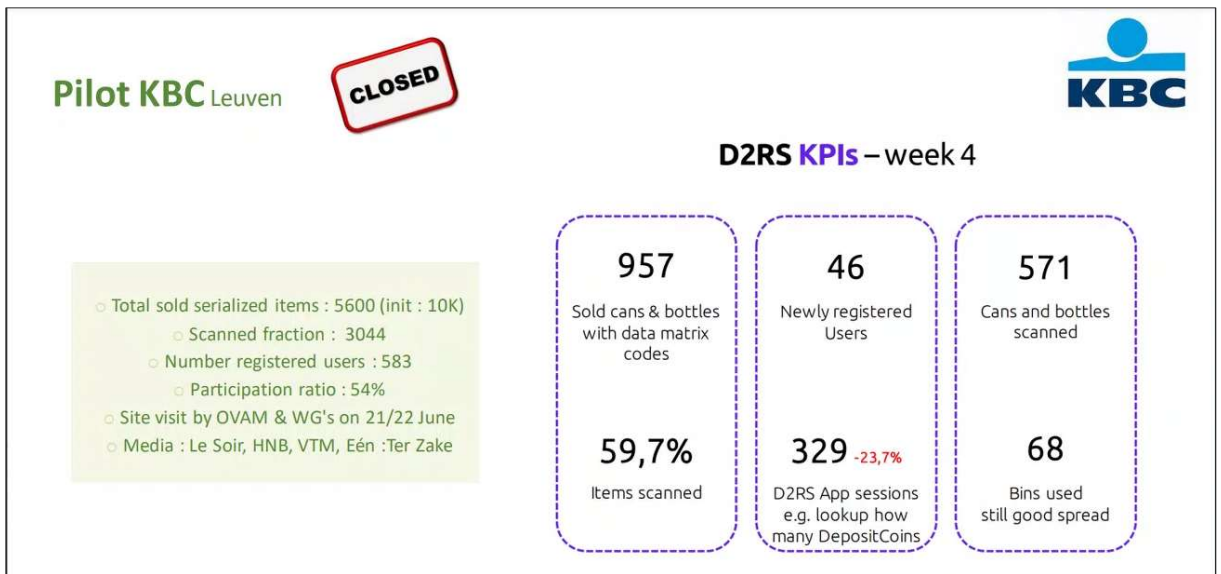 Pilot KBC Leuven
CLOSED
KBC
D2RS KPIs – week 4
Total sold serialized items : 5600 (init : 10K)
Scanned fraction : 3044
Number registered users : 583
Participation ratio : 54%
Site visit by OVAM & WG's on 21/22 June
Media : Le Soir, HNB, VTM, Eén :Ter Zake
957
Sold cans & bottles
with data matrix
codes
59,7%
Items scanned
46
Newly registered
Users
329 -23,7%
D2RS App sessions
e.g. lookup how
many DepositCoins
571
Cans and bottles
scanned
68
Bins used
still good spread